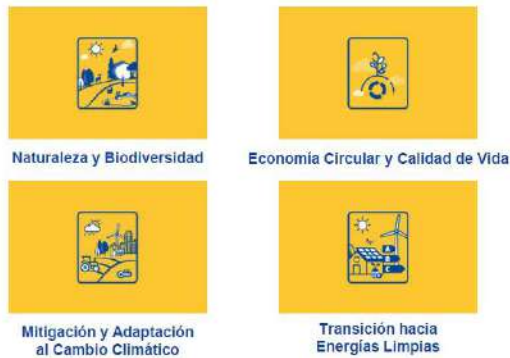 Naturaleza y Biodiversidad
Economía Circular y Calidad de Vida
Mitigación y Adaptación
al Cambio Climático
A
B
C
Transición hacia
Energías Limpias